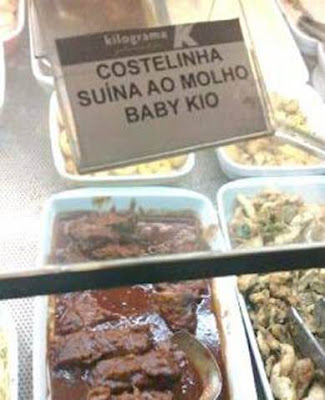 kilograma K
COSTELINHA
SUÍNA AO MOLHO
BABY KIO